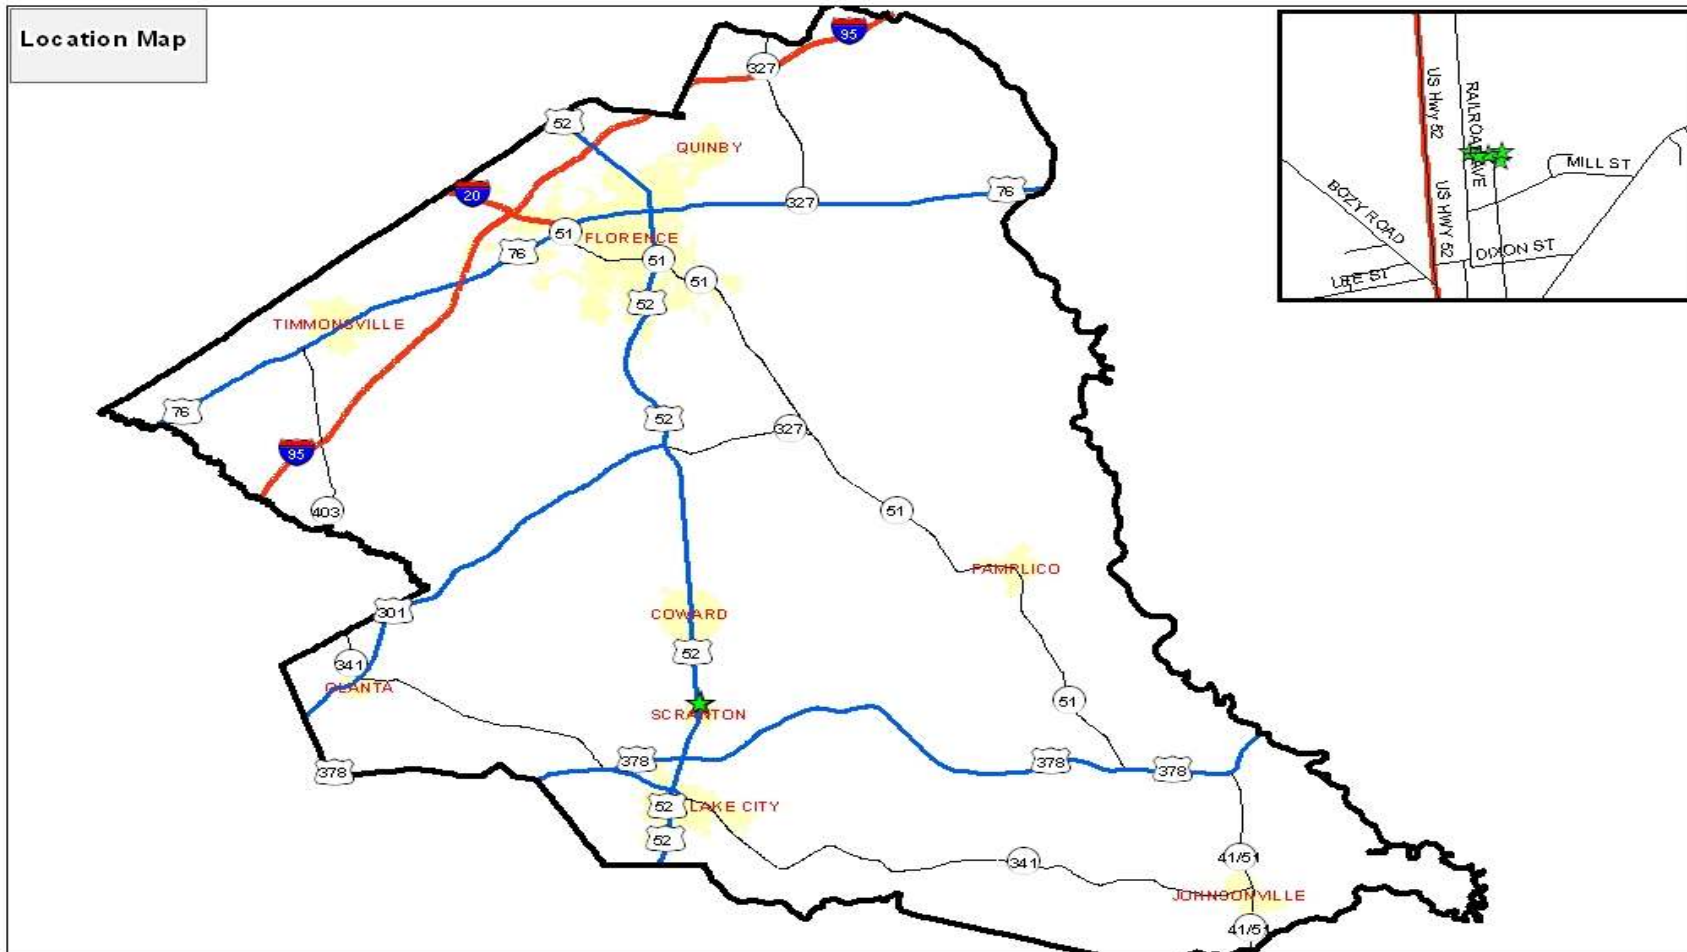 Location Map
95
327
52
QUINBY
20
76
327
51
FLORENCE
76
51
51
52
TIMMONSVILLE
76
52
327
95
403
51
PAMPLICO
301
COWARD
52
341
OLANTA
51
SCRANTON
378
378
378
378
52
LAKE CITY
52
341
41/51
JOHNSONVILLE
41/51
US Hwy 52
RAILROAD AVE
MILL ST
BOZY ROAD
US HWY 52
DIXON ST
LEE ST